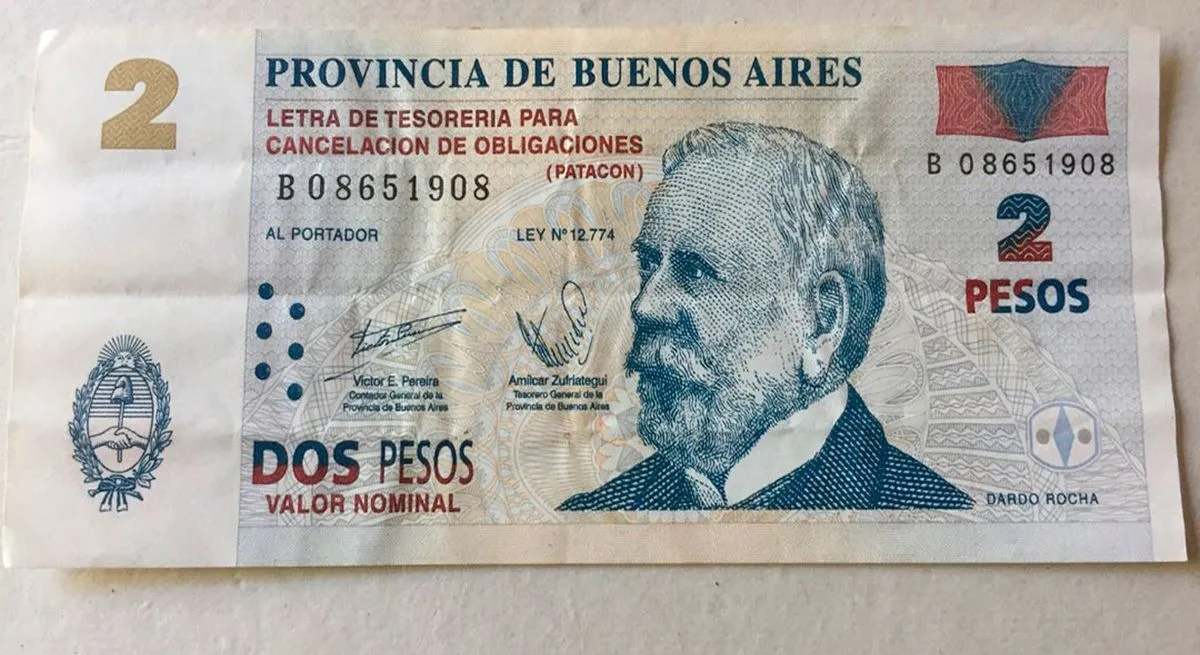 2
PROVINCIA DE BUENOS AIRES
LETRA DE TESORERIA PARA
CANCELACION DE OBLIGACIONES
(PATACON)
B 08651908
B 08651908
AL PORTADOR
LEY Nº 12.774
2
PESOS
Victor E. Pereira
Contador General de la
Provincia de Buenos Aires
Amílcar Zufriategui
Tesorero General de la
Provincia de Buenos Aires
DOS PESOS
VALOR NOMINAL
DARDO ROCHA